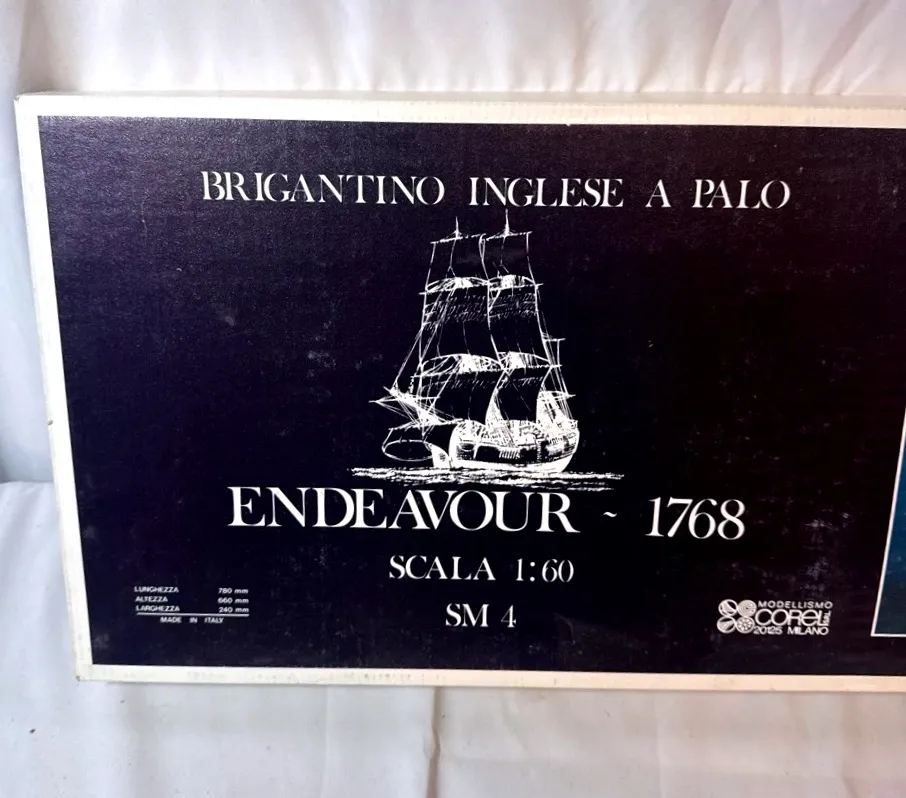 BRIGANTINO INGLESE A PALO
ENDEAVOUR ~ 1768
SCALA 1:60
SM 4
LUNGHEZZA 780 mm
ALTEZZA 660 mm
LARGHEZZA 240 mm
MADE IN ITALY
MODELLISMO
COREL SRL
20125 MILANO